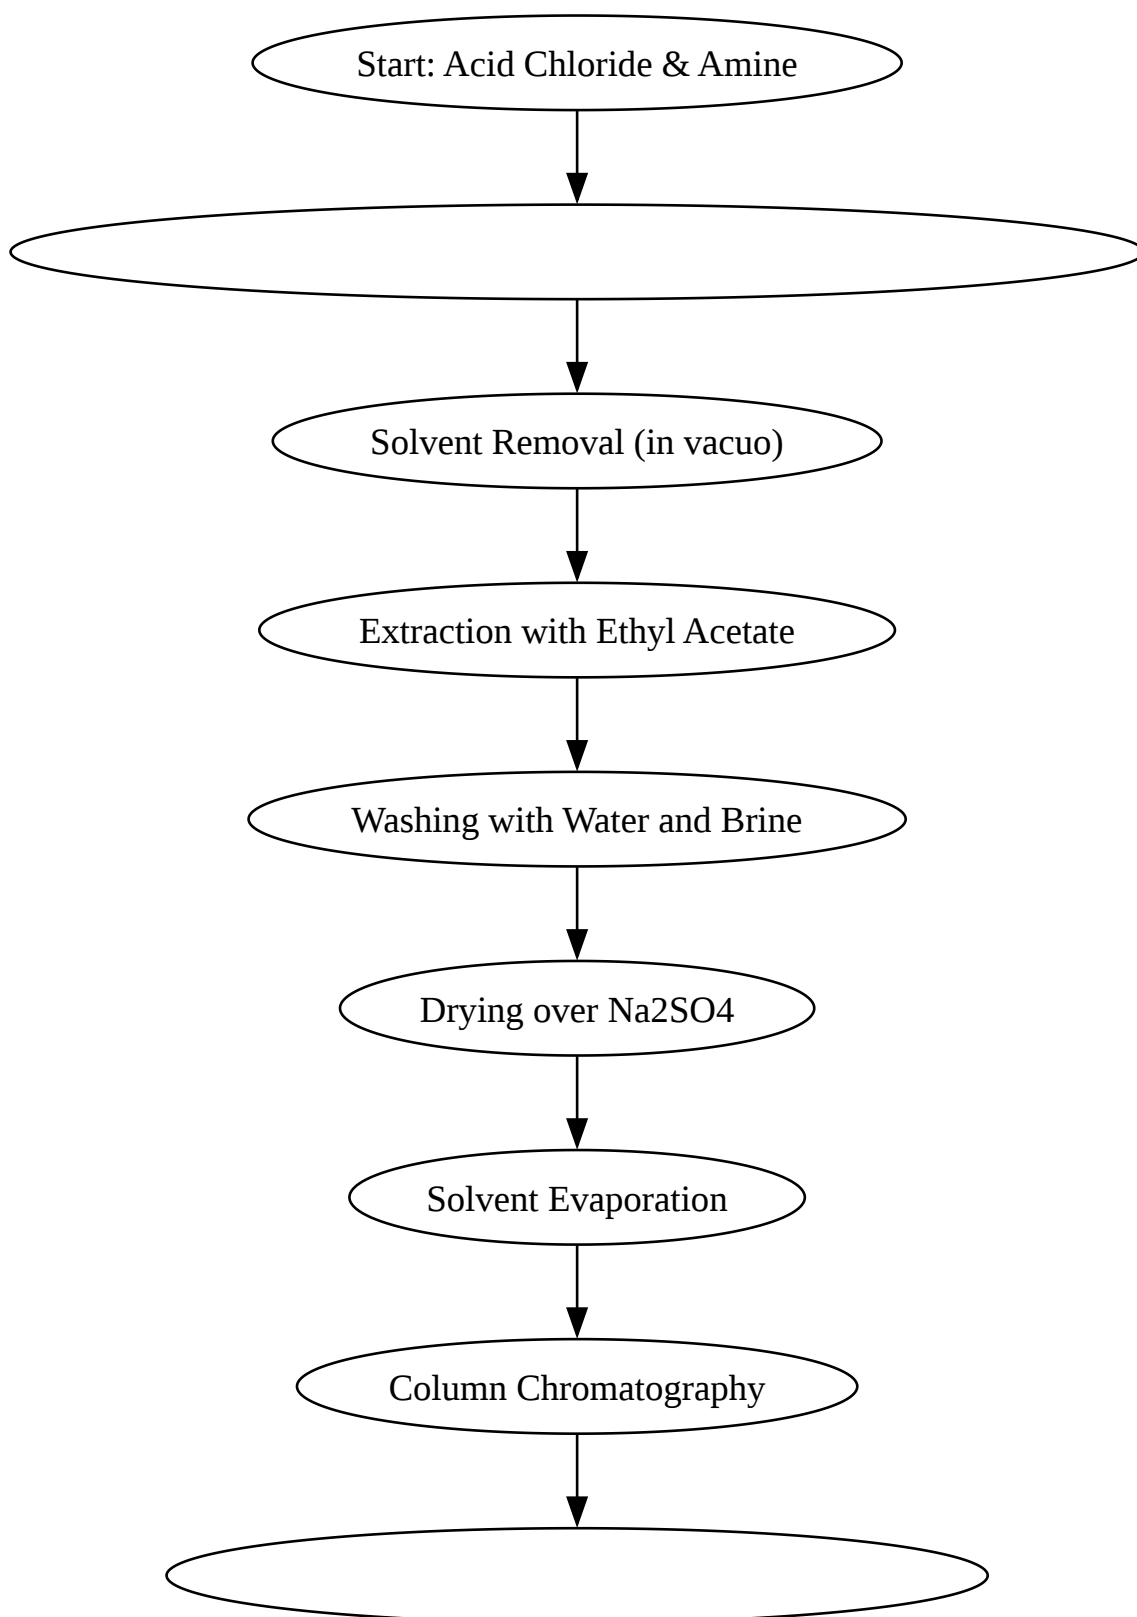 Start: Acid Chloride & Amine
Solvent Removal (in vacuo)
Extraction with Ethyl Acetate
Washing with Water and Brine
Drying over Na2SO4
Solvent Evaporation
Column Chromatography